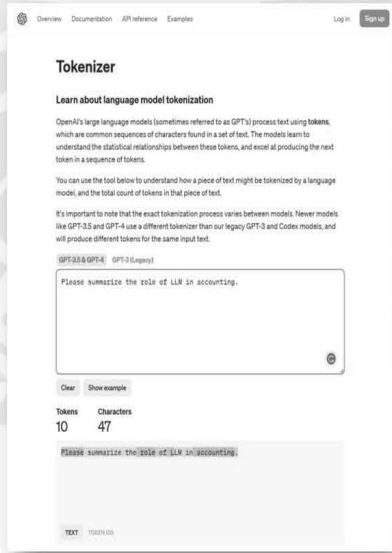 Overview Documentation API reference Examples Log in Sign up
Tokenizer
Learn about language model tokenization
OpenAI's large language models (sometimes referred to as GPT's) process text using tokens,
which are common sequences of characters found in a set of text. The models learn to
understand the statistical relationships between these tokens, and excel at producing the next
token in a sequence of tokens.
You can use the tool below to understand how a piece of text might be tokenized by a language
model, and the total count of tokens in that piece of text.
It's important to note that the exact tokenization process varies between models. Newer models
like GPT-3.5 and GPT-4 use a different tokenizer than our legacy GPT-3 and Codex models, and
will produce different tokens for the same input text.
GPT-3.5 & GPT-4 GPT-3 (Legacy)
Please summarize the role of LLM in accounting.
Clear Show example
Tokens Characters
10 47
Please summarize the role of LLM in accounting.
TEXT TOKEN IDS